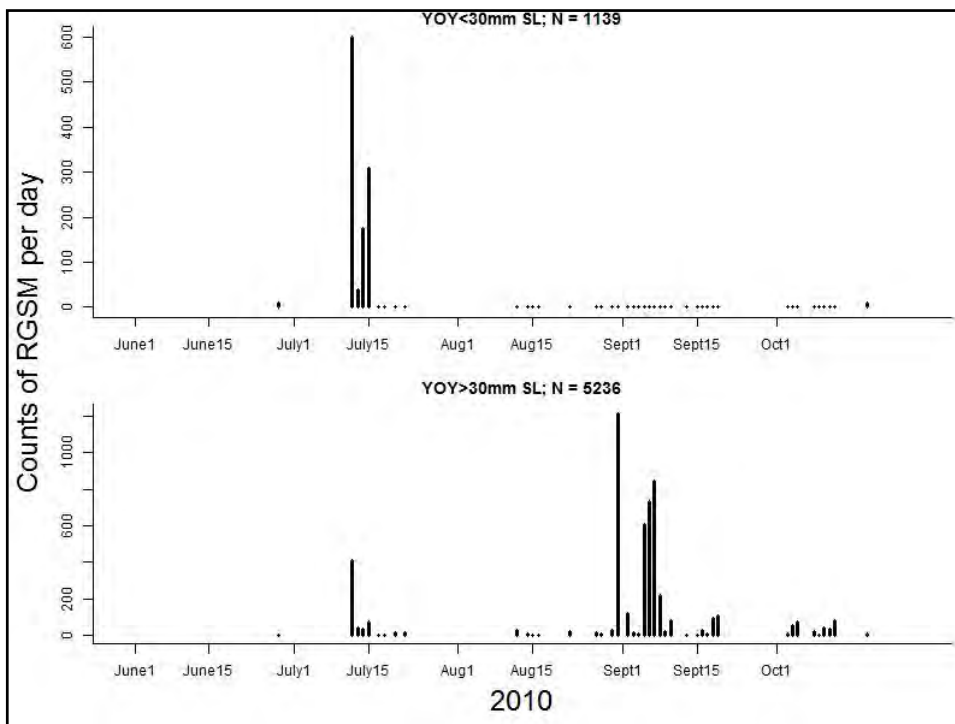 YOY<30mm SL; N = 1139
600
500
400
300
200
100
0
June1 June15 July1 July15 Aug1 Aug15 Sept1 Sept15 Oct1
Counts of RGSM per day
YOY>30mm SL; N = 5236
1000
600
200
0
June1 June15 July1 July15 Aug1 Aug15 Sept1 Sept15 Oct1
2010